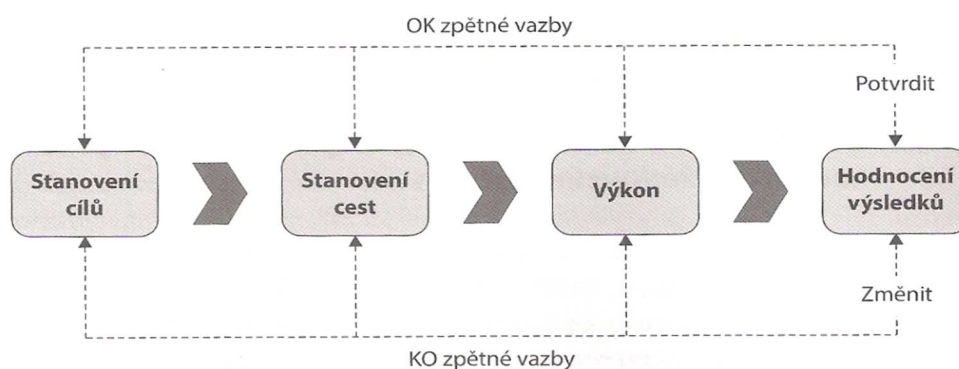 OK zpětné vazby
Potvrdit
Stanovení
cílů
Stanovení
cest
Výkon
Hodnocení
výsledků
Změnit
KO zpětné vazby